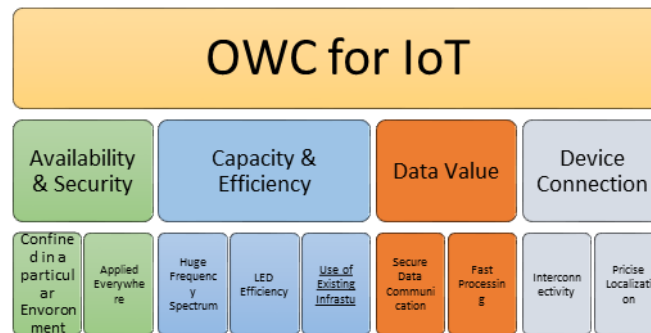 OWC for IoT
Availability
& Security
Capacity &
Efficiency
Data Value
Device
Connection
Confine
d in a
particul
ar
Envoron
ment
Applied
Everywhe
re
Huge
Frequenc
y
Spectrum
LED
Efficiency
Use of
Existing
Infrastu
Secure
Data
Communi
cation
Fast
Processin
g
Interconn
ectivity
Pricise
Localizati
on